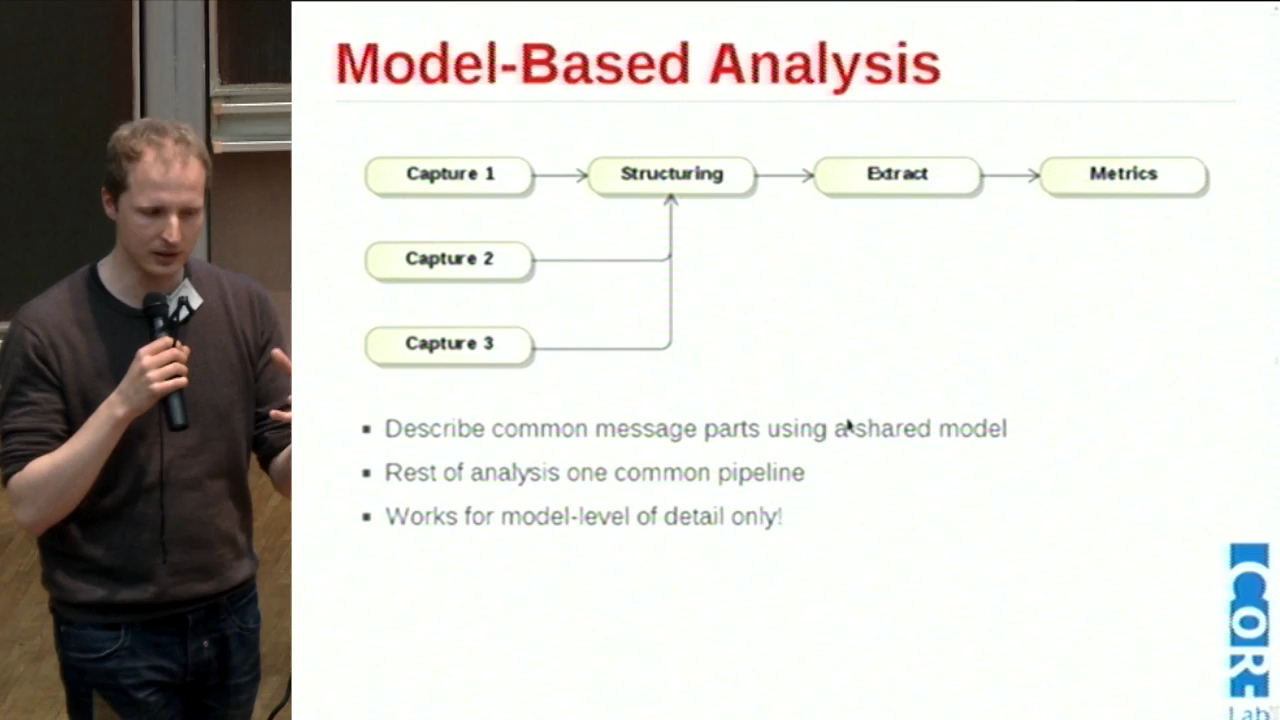 Model-Based Analysis
Capture 1
Structuring
Extract
Metrics
Capture 2
Capture 3
▪ Describe common message parts using a shared model
▪ Rest of analysis one common pipeline
▪ Works for model-level of detail only!
ICOR
Lab